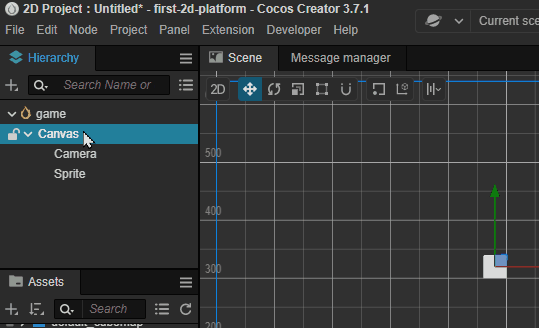 2D Project : Untitled* - first-2d-platform - Cocos Creator 3.7.1
File Edit Node Project Panel Extension Developer Help
Current sce
Hierarchy
Scene Message manager
Search Name or
2D
game
Canvas
Camera
Sprite
500
400
300
200
Assets
Search